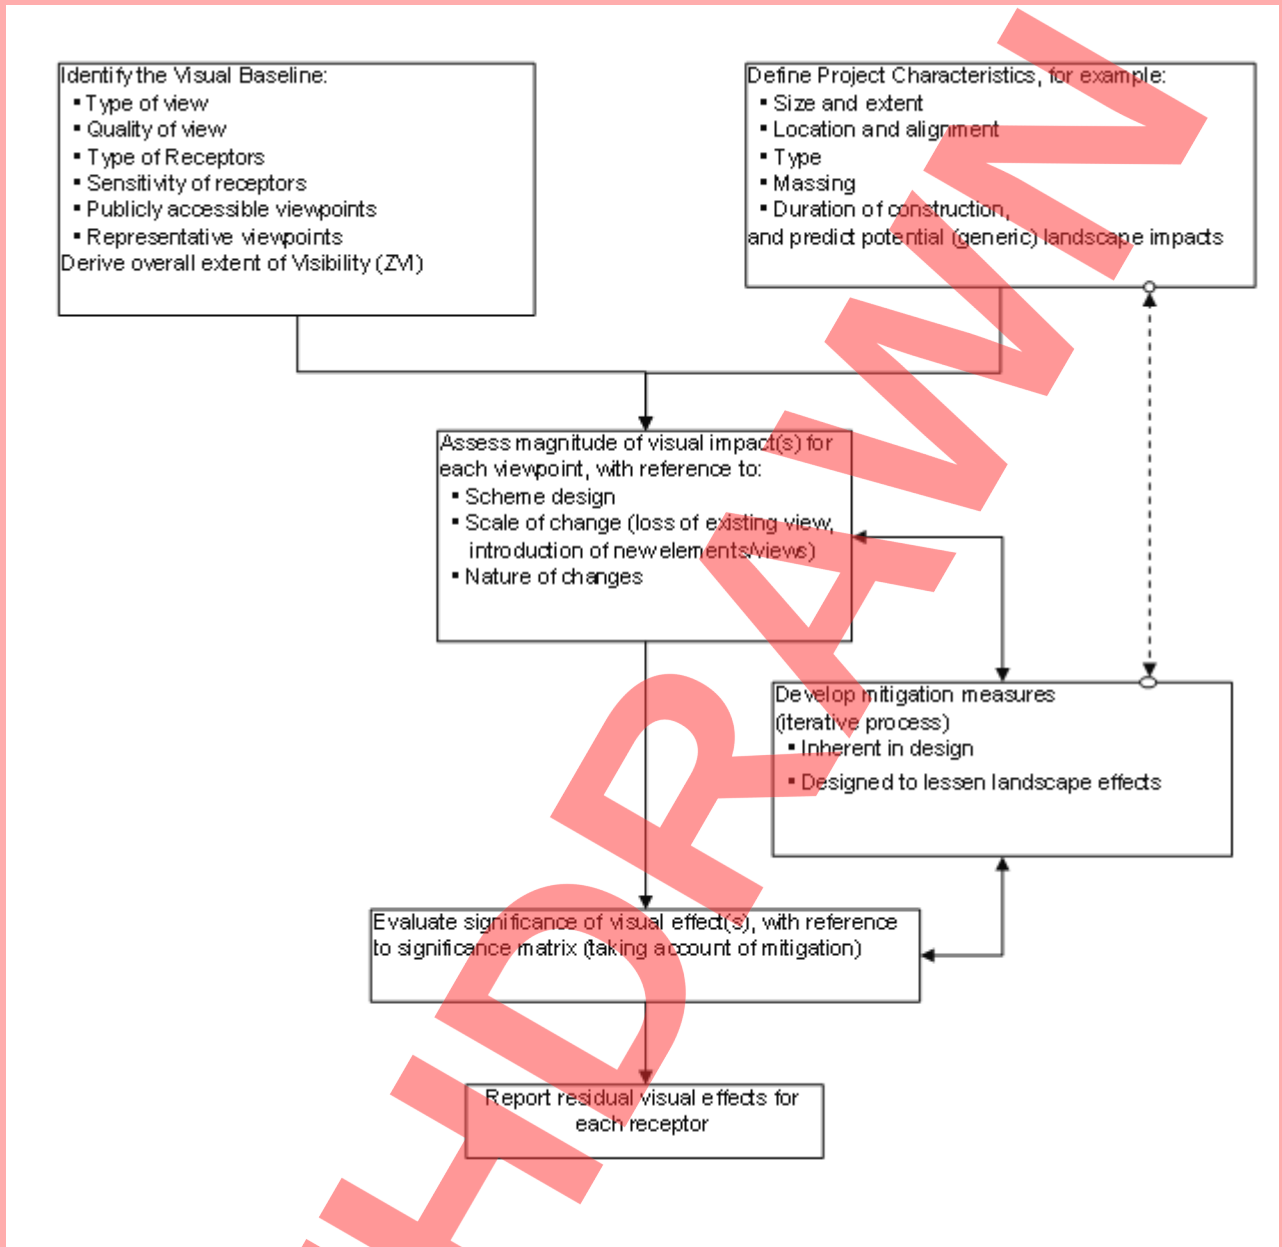 Identify the Visual Baseline:
▪ Type of view
▪ Quality of view
▪ Type of Receptors
▪ Sensitivity of receptors
▪ Publicly accessible viewpoints
▪ Representative viewpoints
Derive overall extent of Visibility (ZVI)
Define Project Characteristics, for example:
▪ Size and extent
▪ Location and alignment
▪ Type
▪ Massing
▪ Duration of construction,
and predict potential (generic) landscape impacts
Assess magnitude of visual impact(s) for
each viewpoint, with reference to:
▪ Scheme design
▪ Scale of change (loss of existing view,
introduction of new elements/views)
▪ Nature of changes
Develop mitigation measures
(iterative process)
▪ Inherent in design
▪ Designed to lessen landscape effects
Evaluate significance of visual effect(s), with reference
to significance matrix (taking account of mitigation)
Report residual visual effects for
each receptor
HDRAWN